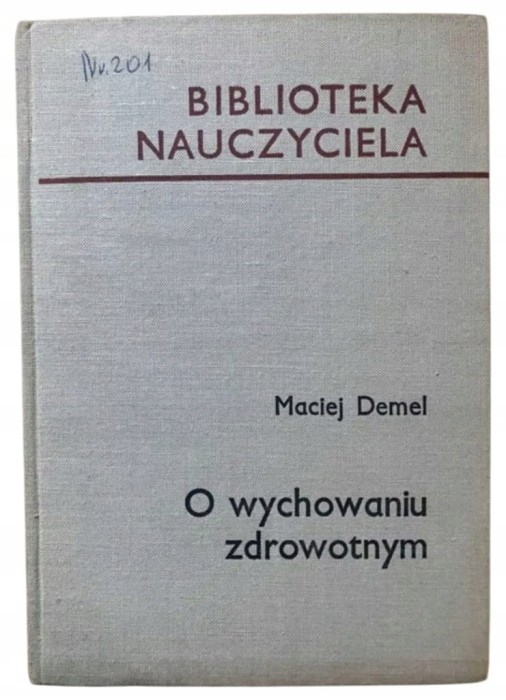 Nr. 201
BIBLIOTEKA
NAUCZYCIELA
Maciej Demel
O wychowaniu
zdrowotnym